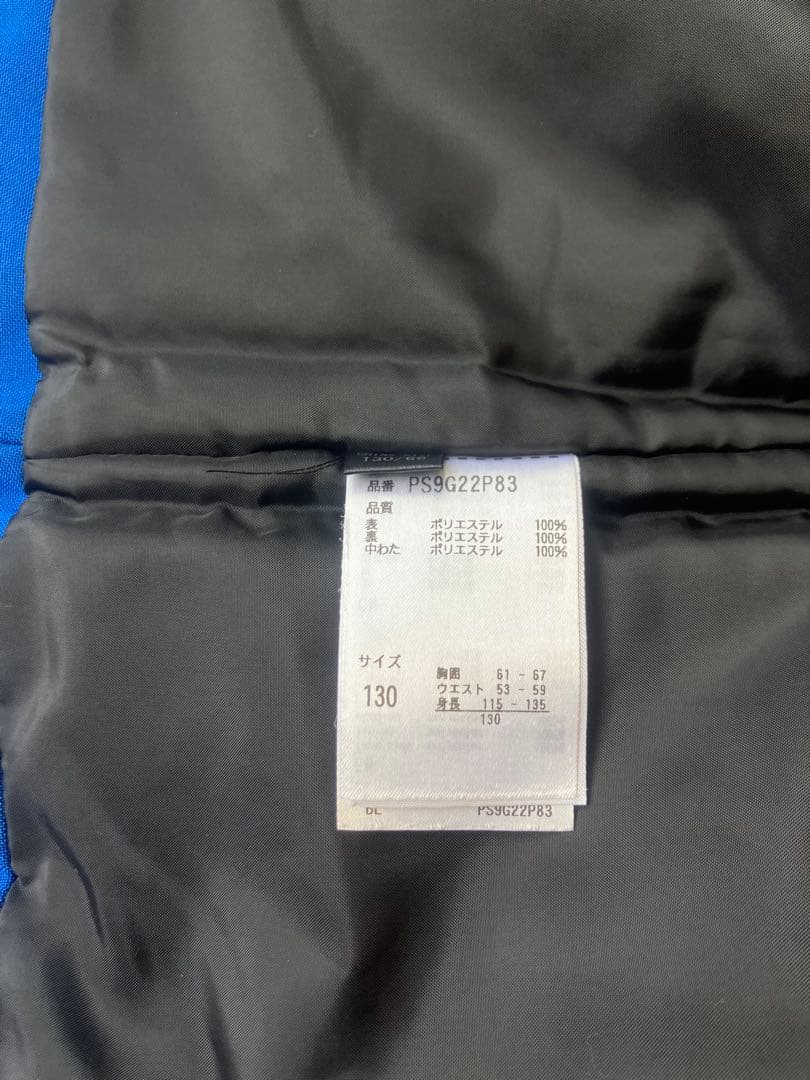 130/66
品番 PS9G22P83
品質
表 ポリエステル 100%
裏 ポリエステル 100%
中わた ポリエステル 100%
サイズ
130
胸囲 61 - 67
ウエスト 53 - 59
身長 115 - 135
130
BL PS9G22P83